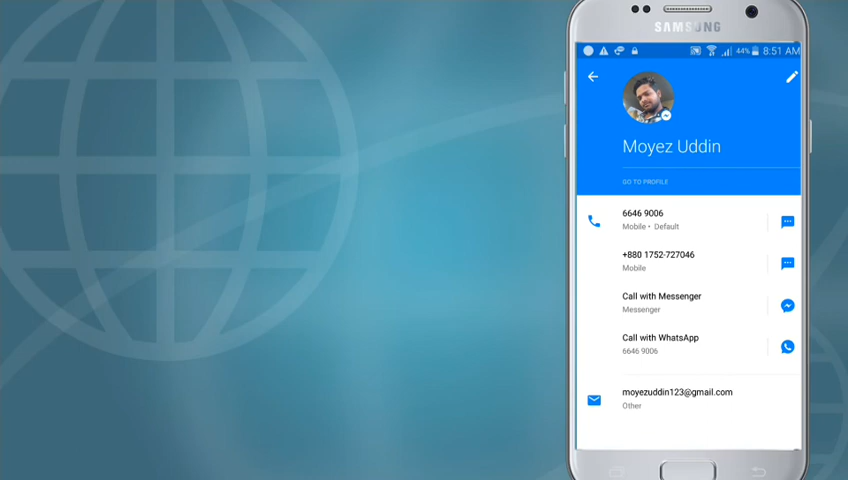 SAMSUNG
44% 8:51 AM
Moyez Uddin
GO TO PROFILE
6646 9006
Mobile • Default
+880 1752-727046
Mobile
Call with Messenger
Messenger
Call with WhatsApp
6646 9006
moyezuddin123@gmail.com
Other